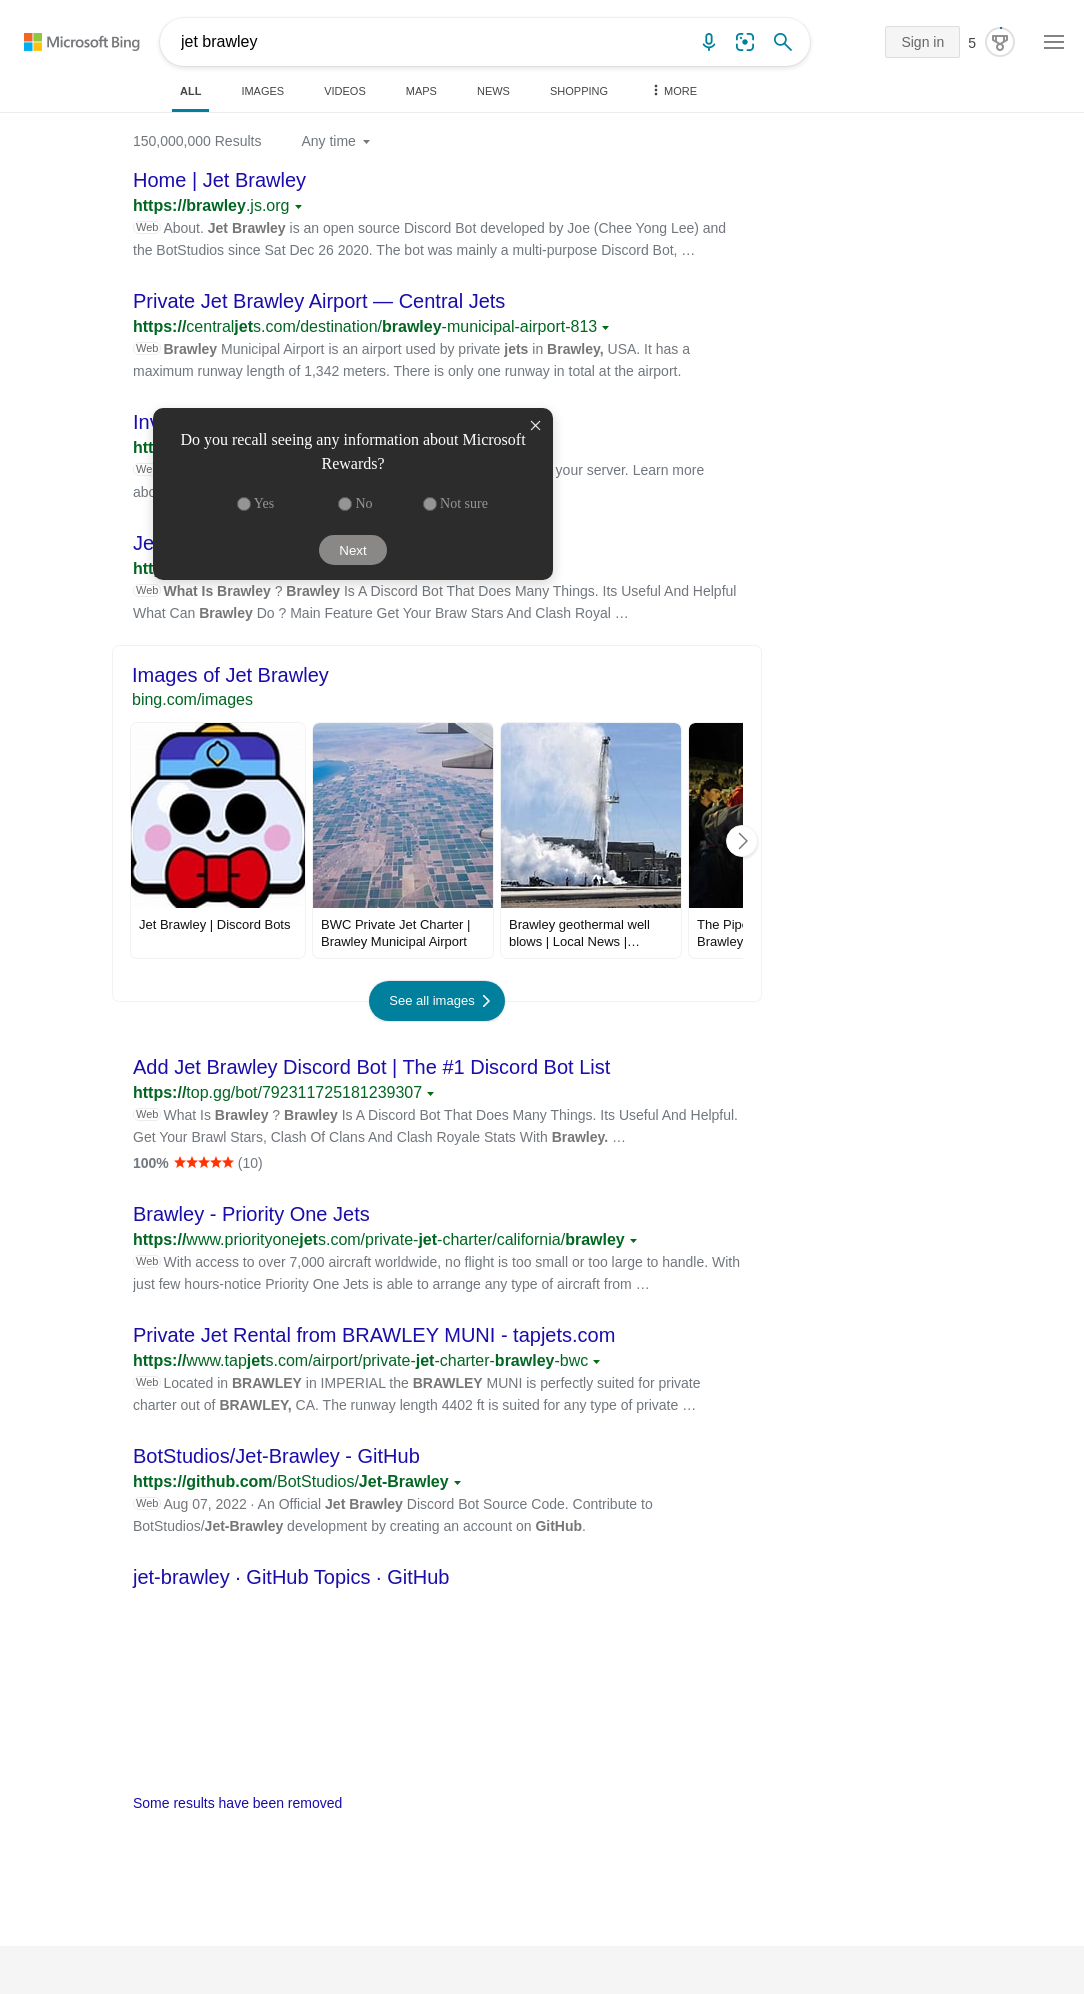 Microsoft Bing
jet brawley
Sign in
5
ALL
IMAGES
VIDEOS
MAPS
NEWS
SHOPPING
MORE
150,000,000 Results
Any time
Home | Jet Brawley
https://brawley.js.org
Web About. Jet Brawley is an open source Discord Bot developed by Joe (Chee Yong Lee) and
the BotStudios since Sat Dec 26 2020. The bot was mainly a multi-purpose Discord Bot, …
Private Jet Brawley Airport — Central Jets
https://centraljets.com/destination/brawley-municipal-airport-813
Web Brawley Municipal Airport is an airport used by private jets in Brawley, USA. It has a
maximum runway length of 1,342 meters. There is only one runway in total at the airport.
your server. Learn more
Do you recall seeing any information about Microsoft
Rewards?
Yes
No
Not sure
Next
Web What Is Brawley ? Brawley Is A Discord Bot That Does Many Things. Its Useful And Helpful
What Can Brawley Do ? Main Feature Get Your Braw Stars And Clash Royal …
Images of Jet Brawley
bing.com/images
Jet Brawley | Discord Bots
BWC Private Jet Charter |
Brawley Municipal Airport
Brawley geothermal well
blows | Local News |…
The Pipe
Brawley
See all images
Add Jet Brawley Discord Bot | The #1 Discord Bot List
https://top.gg/bot/792311725181239307
Web What Is Brawley ? Brawley Is A Discord Bot That Does Many Things. Its Useful And Helpful.
Get Your Brawl Stars, Clash Of Clans And Clash Royale Stats With Brawley. …
100% (10)
Brawley - Priority One Jets
https://www.priorityonejets.com/private-jet-charter/california/brawley
Web With access to over 7,000 aircraft worldwide, no flight is too small or too large to handle. With
just few hours-notice Priority One Jets is able to arrange any type of aircraft from …
Private Jet Rental from BRAWLEY MUNI - tapjets.com
https://www.tapjets.com/airport/private-jet-charter-brawley-bwc
Web Located in BRAWLEY in IMPERIAL the BRAWLEY MUNI is perfectly suited for private
charter out of BRAWLEY, CA. The runway length 4402 ft is suited for any type of private …
BotStudios/Jet-Brawley - GitHub
https://github.com/BotStudios/Jet-Brawley
Web Aug 07, 2022 · An Official Jet Brawley Discord Bot Source Code. Contribute to
BotStudios/Jet-Brawley development by creating an account on GitHub.
jet-brawley · GitHub Topics · GitHub
Some results have been removed